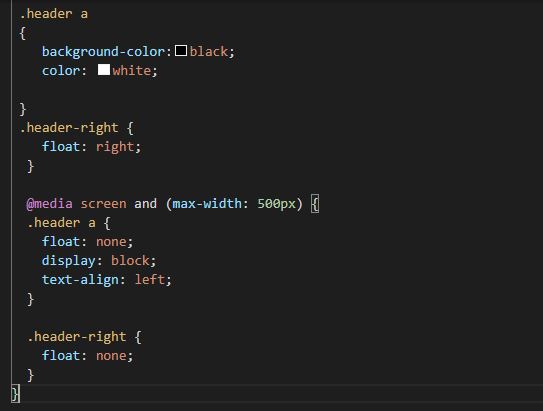 .header a
{
background-color: black;
color: white;
}
.header-right {
float: right;
}
@media screen and (max-width: 500px) {
.header a {
float: none;
display: block;
text-align: left;
}
.header-right {
float: none;
}
}